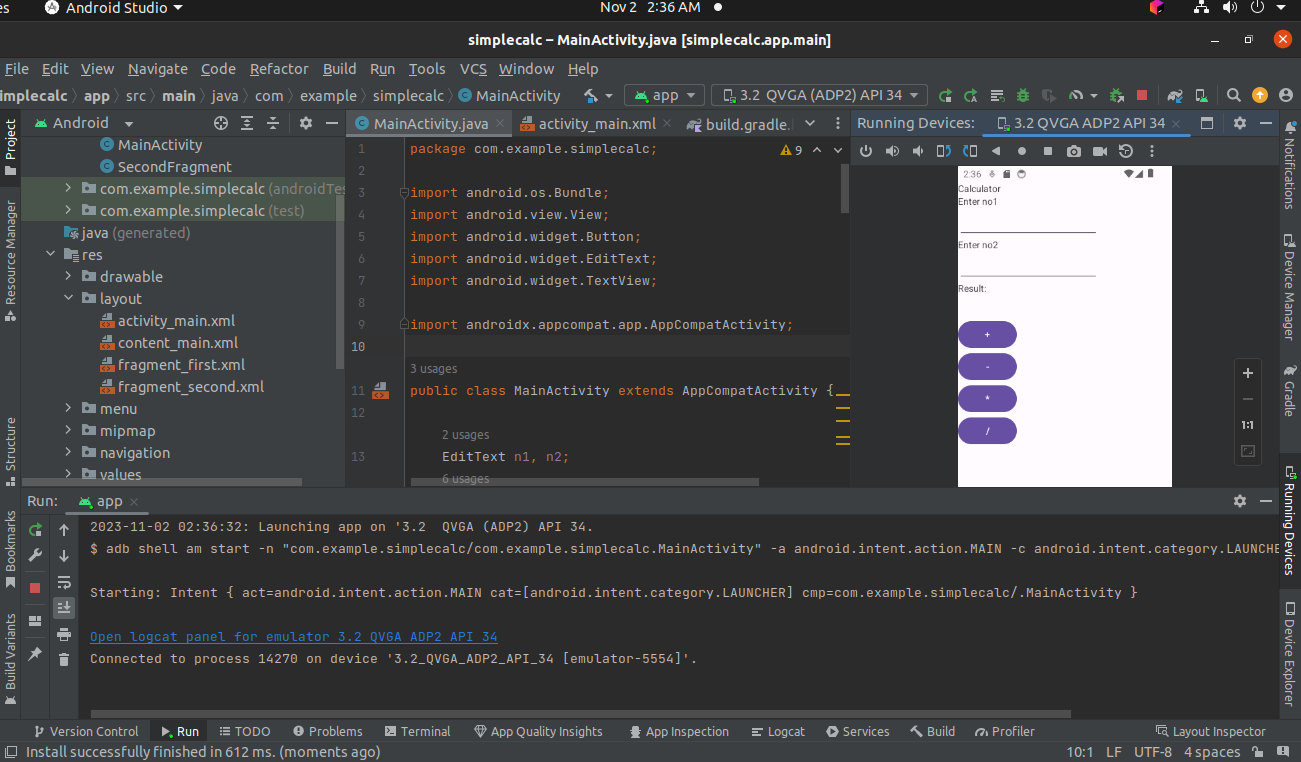 es Android Studio Nov 2 2:36 AM
simplecalc – MainActivity.java [simplecalc.app.main]
File Edit View Navigate Code Refactor Build Run Tools VCS Window Help
implecalc app src main java com example simplecalc MainActivity app 3.2 QVGA (ADP2) API 34
Project
Resource Manager
Structure
Bookmarks
Build Variants
Android
MainActivity
SecondFragment
com.example.simplecalc (androidTes
com.example.simplecalc (test)
java (generated)
res
drawable
layout
activity_main.xml
content_main.xml
fragment_first.xml
fragment_second.xml
menu
mipmap
navigation
values
MainActivity.java activity_main.xml build.gradle.
9
1 package com.example.simplecalc;
2
3 import android.os.Bundle;
4 import android.view.View;
5 import android.widget.Button;
6 import android.widget.EditText;
7 import android.widget.TextView;
8
9 import androidx.appcompat.app.AppCompatActivity;
10
3 usages
11 public class MainActivity extends AppCompatActivity {
12
2 usages
13 EditText n1, n2;
6 usages
Running Devices: 3.2 QVGA ADP2 API 34
2:36
Calculator
Enter no1
Enter no2
Result:
+
-
*
/
1:1
Notifications
Device Manager
Gradle
Running Devices
Device Explorer
Run: app
2023-11-02 02:36:32: Launching app on '3.2  QVGA (ADP2) API 34.
$ adb shell am start -n "com.example.simplecalc/com.example.simplecalc.MainActivity" -a android.intent.action.MAIN -c android.intent.category.LAUNCHE
Starting: Intent { act=android.intent.action.MAIN cat=[android.intent.category.LAUNCHER] cmp=com.example.simplecalc/.MainActivity }
Open logcat panel for emulator 3.2 QVGA ADP2 API 34
Connected to process 14270 on device '3.2_QVGA_ADP2_API_34 [emulator-5554]'.
Version Control Run TODO Problems Terminal App Quality Insights App Inspection Logcat Services Build Profiler Layout Inspector
Install successfully finished in 612 ms. (moments ago) 10:1 LF UTF-8 4 spaces